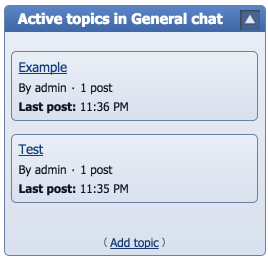 Active topics in General chat
Example
By admin · 1 post
Last post: 11:36 PM
Test
By admin · 1 post
Last post: 11:35 PM
( Add topic )